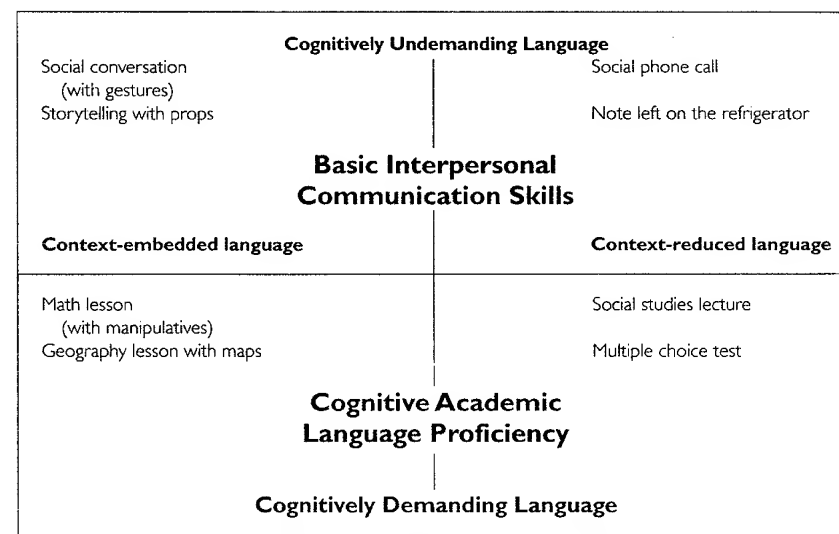 Cognitively Undemanding Language
Social conversation
(with gestures)
Storytelling with props
Social phone call
Note left on the refrigerator
Basic Interpersonal
Communication Skills
Context-embedded language
Context-reduced language
Math lesson
(with manipulatives)
Geography lesson with maps
Social studies lecture
Multiple choice test
Cognitive Academic
Language Proficiency
Cognitively Demanding Language